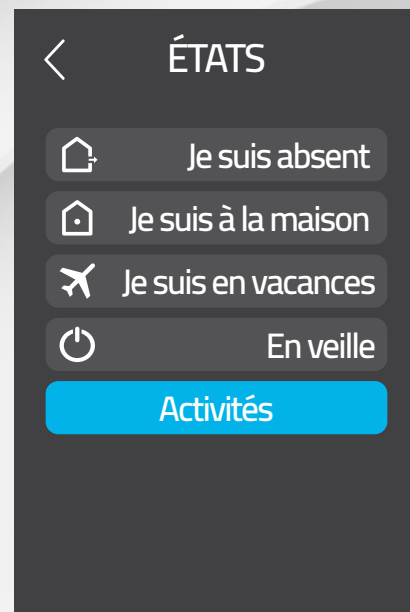 ÉTATS
Je suis absent
Je suis à la maison
Je suis en vacances
En veille
Activités